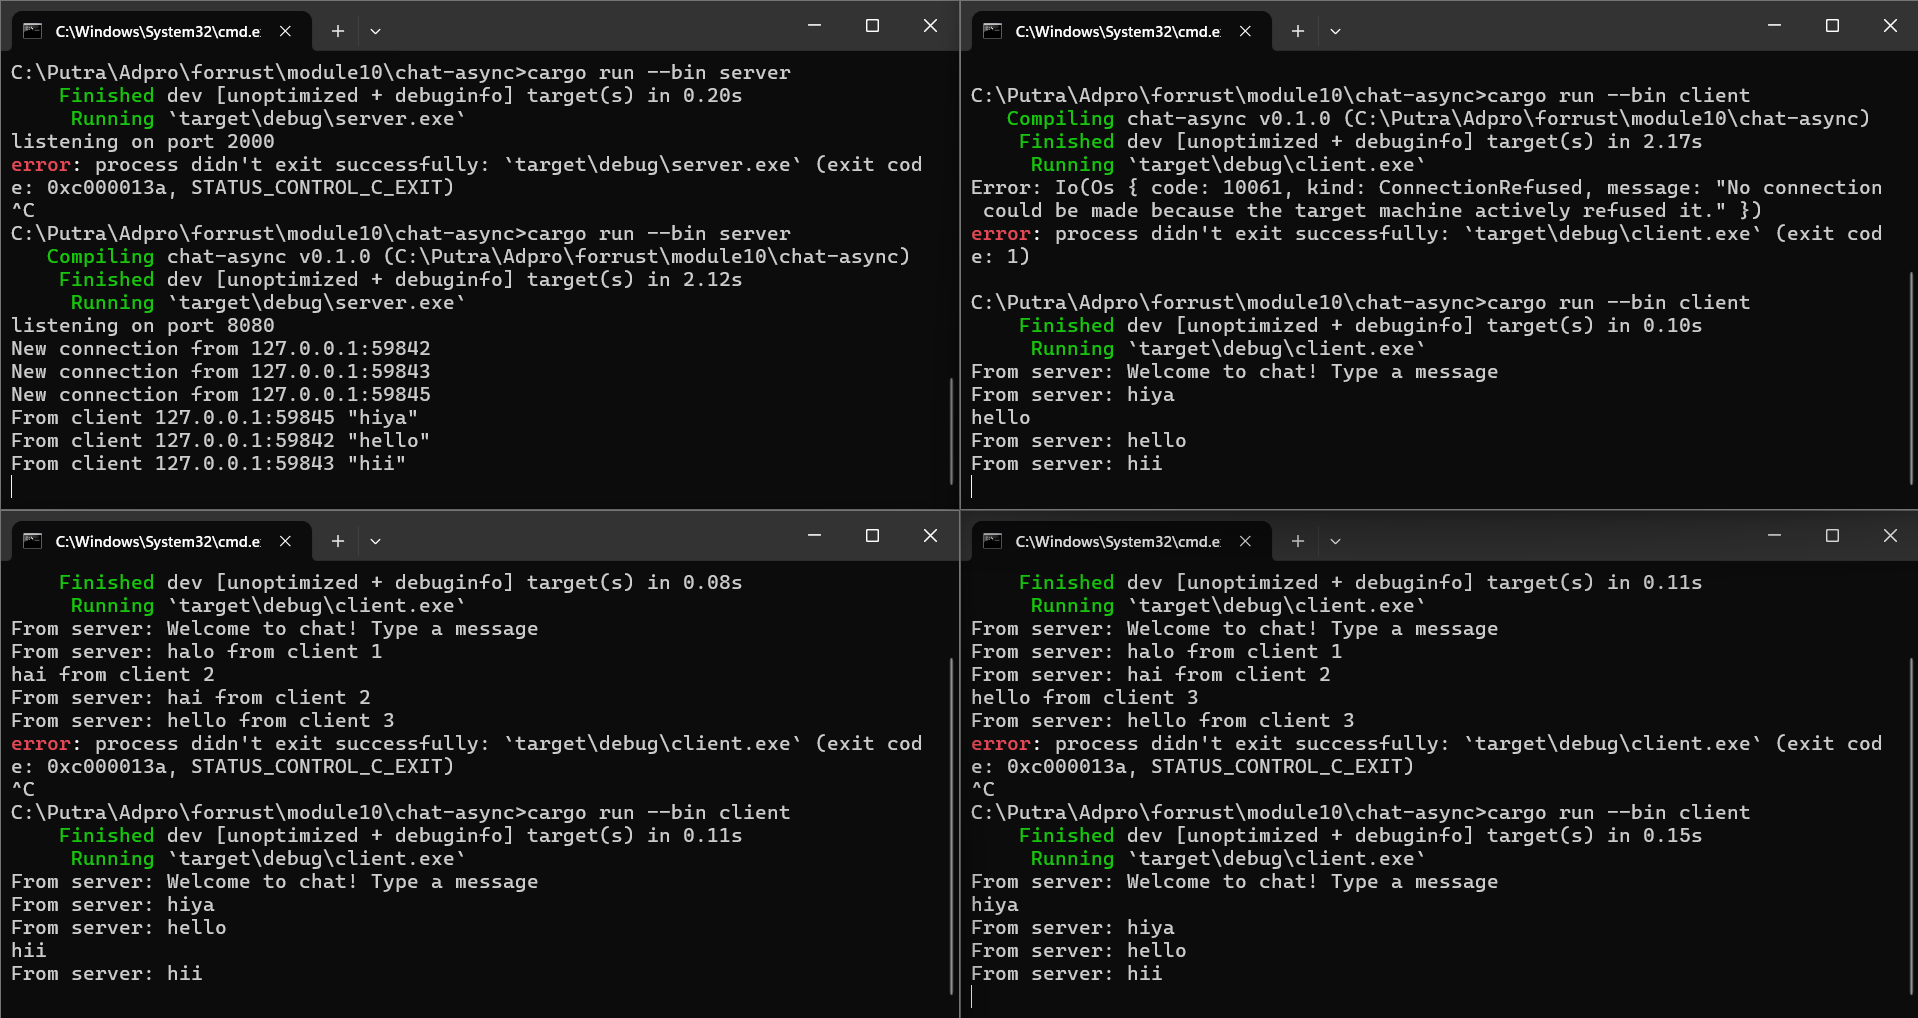 C:\Windows\System32\cmd.e
C:\Putra\Adpro\forrust\module10\chat-async>cargo run --bin server
Finished dev [unoptimized + debuginfo] target(s) in 0.20s
Running `target\debug\server.exe`
listening on port 2000
error: process didn't exit successfully: `target\debug\server.exe` (exit cod
e: 0xc000013a, STATUS_CONTROL_C_EXIT)
^C
C:\Putra\Adpro\forrust\module10\chat-async>cargo run --bin server
Compiling chat-async v0.1.0 (C:\Putra\Adpro\forrust\module10\chat-async)
Finished dev [unoptimized + debuginfo] target(s) in 2.12s
Running `target\debug\server.exe`
listening on port 8080
New connection from 127.0.0.1:59842
New connection from 127.0.0.1:59843
New connection from 127.0.0.1:59845
From client 127.0.0.1:59845 "hiya"
From client 127.0.0.1:59842 "hello"
From client 127.0.0.1:59843 "hii"
C:\Windows\System32\cmd.e
C:\Putra\Adpro\forrust\module10\chat-async>cargo run --bin client
Compiling chat-async v0.1.0 (C:\Putra\Adpro\forrust\module10\chat-async)
Finished dev [unoptimized + debuginfo] target(s) in 2.17s
Running `target\debug\client.exe`
Error: Io(Os { code: 10061, kind: ConnectionRefused, message: "No connection
could be made because the target machine actively refused it." })
error: process didn't exit successfully: `target\debug\client.exe` (exit cod
e: 1)
C:\Putra\Adpro\forrust\module10\chat-async>cargo run --bin client
Finished dev [unoptimized + debuginfo] target(s) in 0.10s
Running `target\debug\client.exe`
From server: Welcome to chat! Type a message
From server: hiya
hello
From server: hello
From server: hii
C:\Windows\System32\cmd.e
Finished dev [unoptimized + debuginfo] target(s) in 0.08s
Running `target\debug\client.exe`
From server: Welcome to chat! Type a message
From server: halo from client 1
hai from client 2
From server: hai from client 2
From server: hello from client 3
error: process didn't exit successfully: `target\debug\client.exe` (exit cod
e: 0xc000013a, STATUS_CONTROL_C_EXIT)
^C
C:\Putra\Adpro\forrust\module10\chat-async>cargo run --bin client
Finished dev [unoptimized + debuginfo] target(s) in 0.11s
Running `target\debug\client.exe`
From server: Welcome to chat! Type a message
From server: hiya
From server: hello
hii
From server: hii
C:\Windows\System32\cmd.e
Finished dev [unoptimized + debuginfo] target(s) in 0.11s
Running `target\debug\client.exe`
From server: Welcome to chat! Type a message
From server: halo from client 1
From server: hai from client 2
hello from client 3
From server: hello from client 3
error: process didn't exit successfully: `target\debug\client.exe` (exit cod
e: 0xc000013a, STATUS_CONTROL_C_EXIT)
^C
C:\Putra\Adpro\forrust\module10\chat-async>cargo run --bin client
Finished dev [unoptimized + debuginfo] target(s) in 0.15s
Running `target\debug\client.exe`
From server: Welcome to chat! Type a message
hiya
From server: hiya
From server: hello
From server: hii